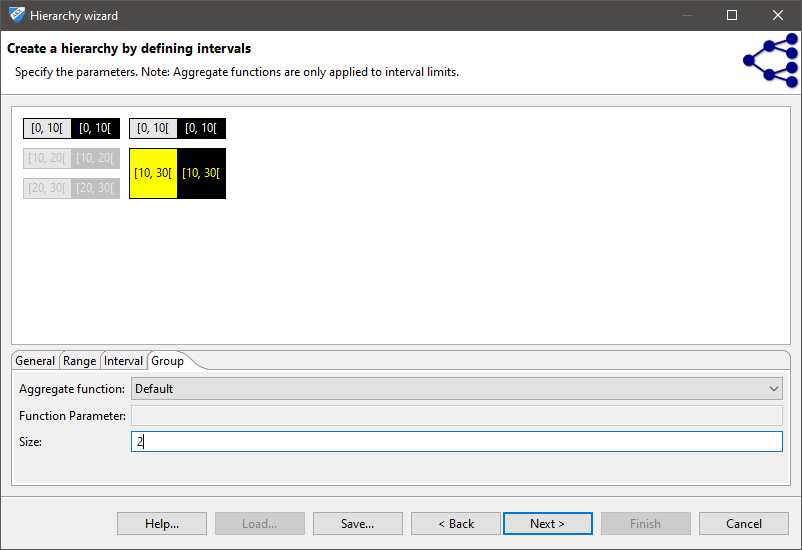 Hierarchy wizard
Create a hierarchy by defining intervals
Specify the parameters. Note: Aggregate functions are only applied to interval limits.
[0, 10[ [0, 10[ [0, 10[ [0, 10[
[10, 20[ [10, 20[
[10, 30[ [10, 30[
[20, 30[ [20, 30[
General Range Interval Group
Aggregate function: Default
Function Parameter:
Size: 2
Help... Load... Save... < Back Next > Finish Cancel